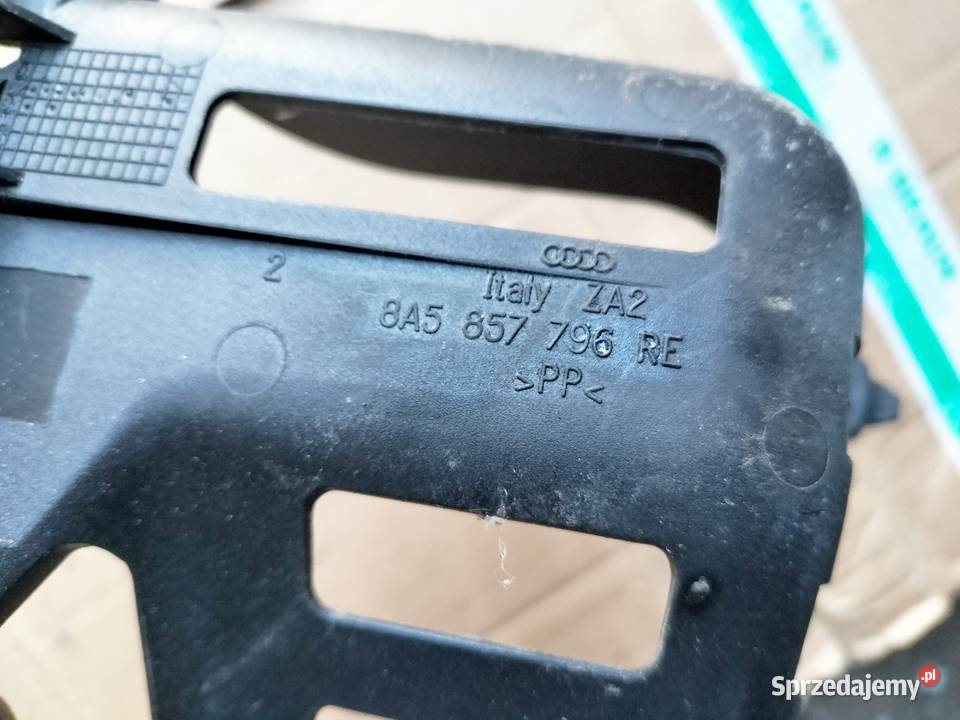 2
Italy ZA2
8A5 857 796 RE
>PP<
Sprzedajemy.pl